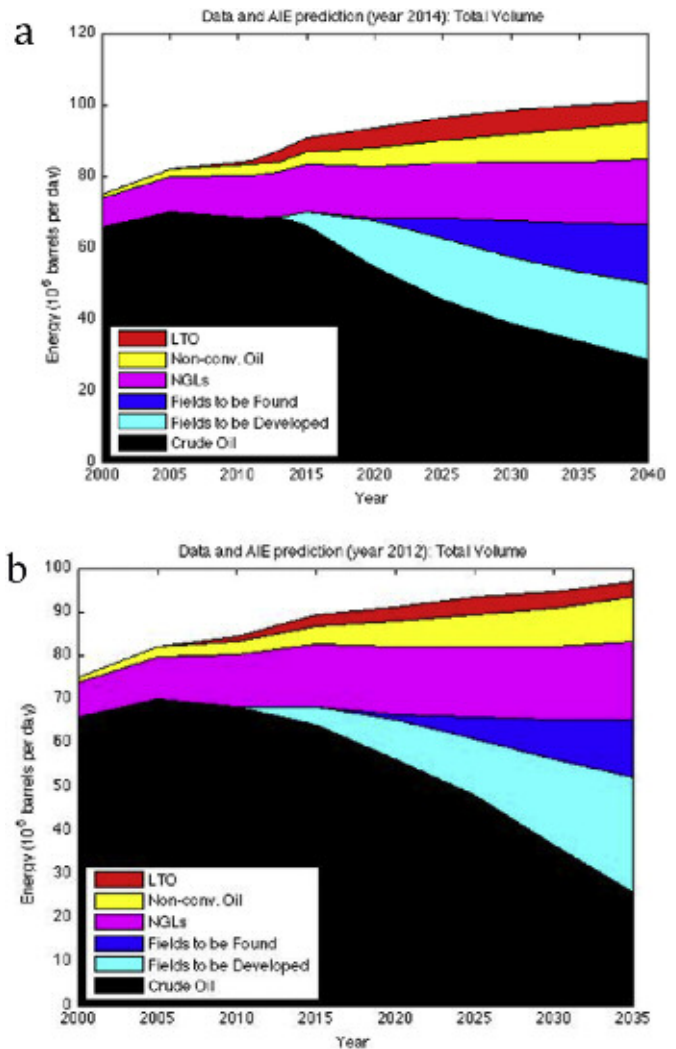 a
Data and AIE prediction (year 2014): Total Volume
120
100
80
60
40
20
0
Energy (10⁶ barrels per day)
LTO
Non-conv. Oil
NGLs
Fields to be Found
Fields to be Developed
Crude Oil
2000 2005 2010 2015 2020 2025 2030 2035 2040
Year
b
Data and AIE prediction (year 2012): Total Volume
100
90
80
70
60
50
40
30
20
10
0
Energy (10⁶ barrels per day)
LTO
Non-conv. Oil
NGLs
Fields to be Found
Fields to be Developed
Crude Oil
2000 2005 2010 2015 2020 2025 2030 2035
Year